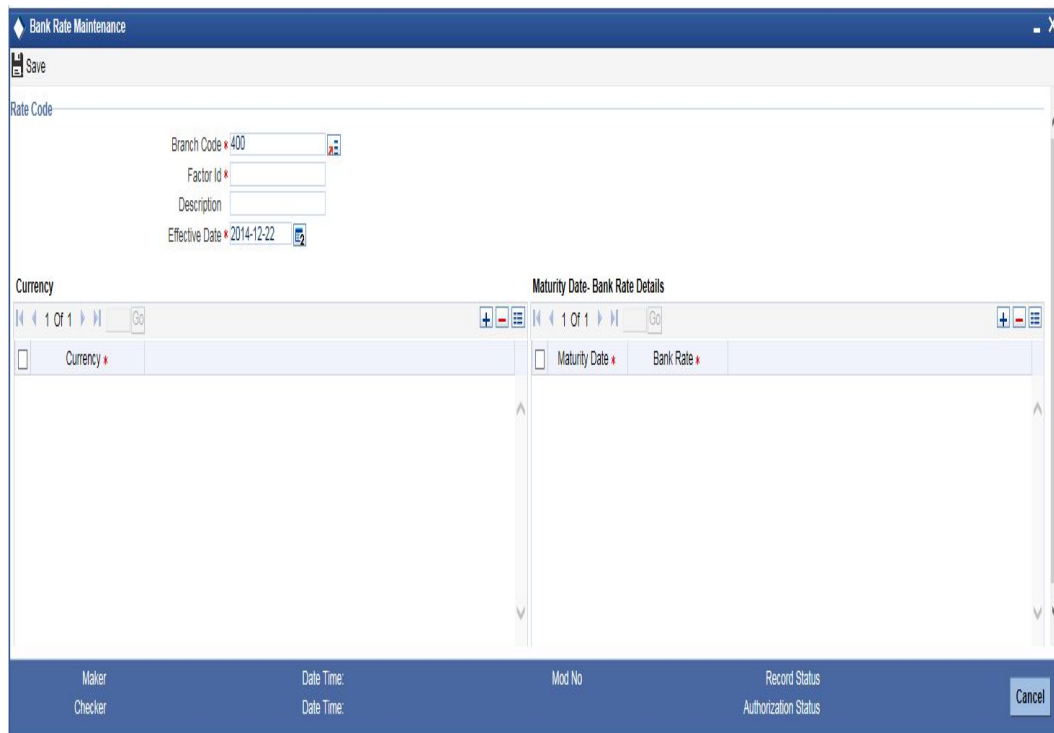 Bank Rate Maintenance
Save
Rate Code
Branch Code * 400
Factor Id *
Description
Effective Date * 2014-12-22
Currency
1 Of 1 Go
Currency *
Maturity Date- Bank Rate Details
1 Of 1 Go
Maturity Date * Bank Rate *
Maker Date Time: Mod No Record Status
Checker Date Time: Authorization Status
Cancel